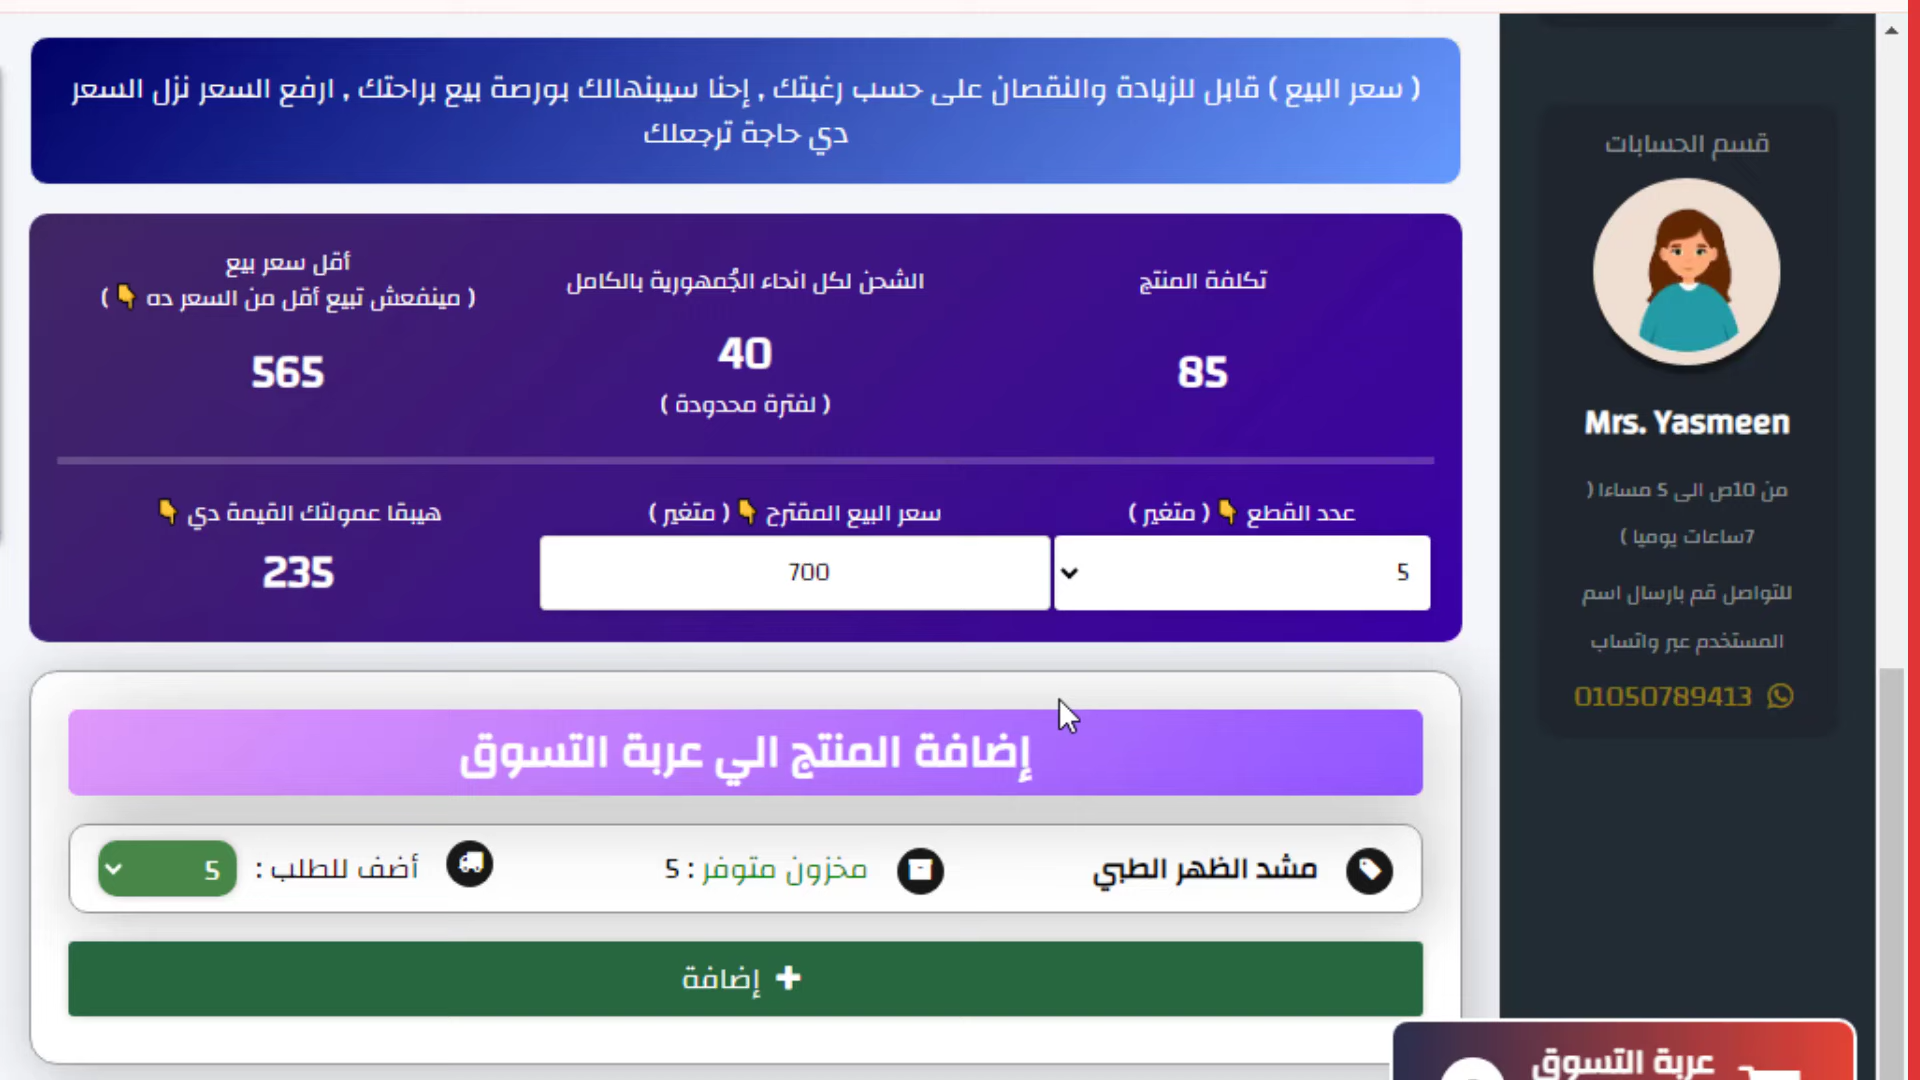 ( سعر البيع ) قابل للزيادة والنقصان على حسب رغبتك , إحنا سيبنهالك بورصة بيع براحتك , ارفع السعر نزل السعر
دي حاجة ترجعلك
تكلفة المنتج
85
الشحن لكل انحاء الجُمهورية بالكامل
40
( لفترة محدودة )
أقل سعر بيع
( مينفعش تبيع أقل من السعر ده 👇 )
565
عدد القطع 👇 ( متغير )
5
سعر البيع المقترح 👇 ( متغير )
700
هيبقا عمولتك القيمة دي 👇
235
إضافة المنتج الي عربة التسوق
مشد الظهر الطبي
مخزون متوفر : 5
أضف للطلب : 5
إضافة
قسم الحسابات
Mrs. Yasmeen
من 10ص الى 5 مساءا (
7ساعات يوميا )
للتواصل قم بارسال اسم
المستخدم عبر واتساب
01050789413
عربة التسوق